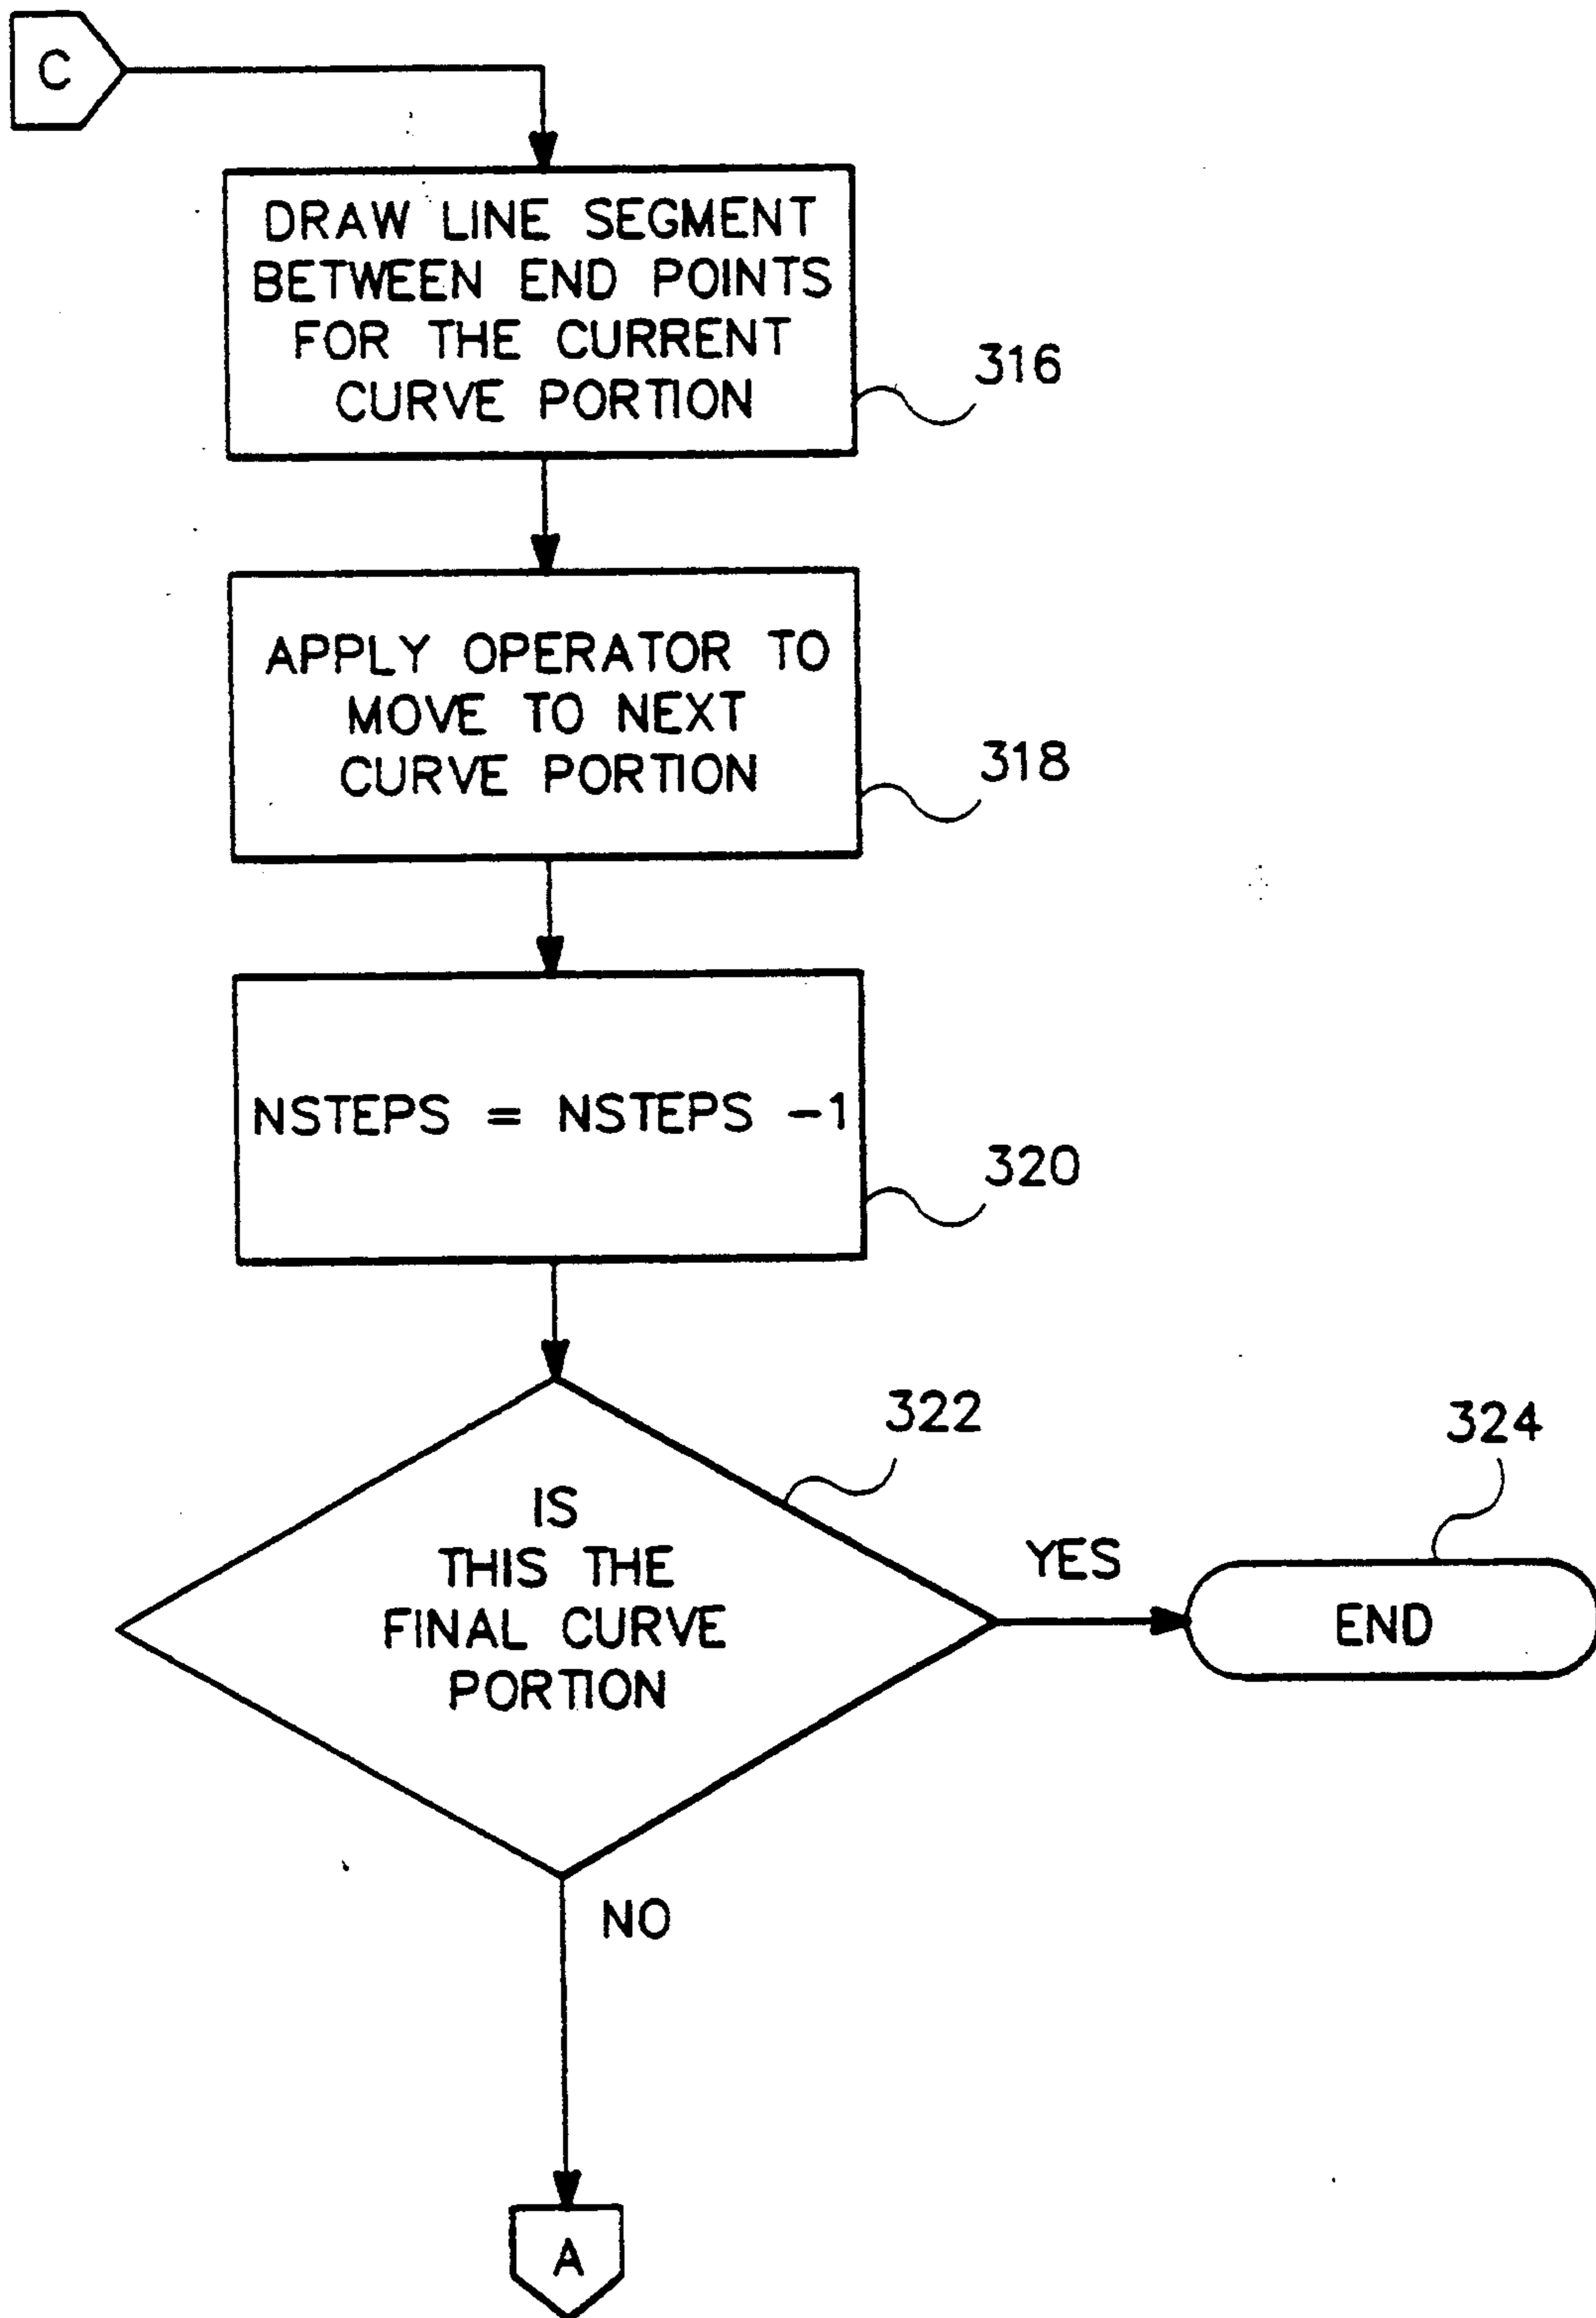 C
DRAW LINE SEGMENT
BETWEEN END POINTS
FOR THE CURRENT
CURVE PORTION
316
APPLY OPERATOR TO
MOVE TO NEXT
CURVE PORTION
318
NSTEPS = NSTEPS -1
320
322
324
IS
THIS THE
FINAL CURVE
PORTION
YES
END
NO
A